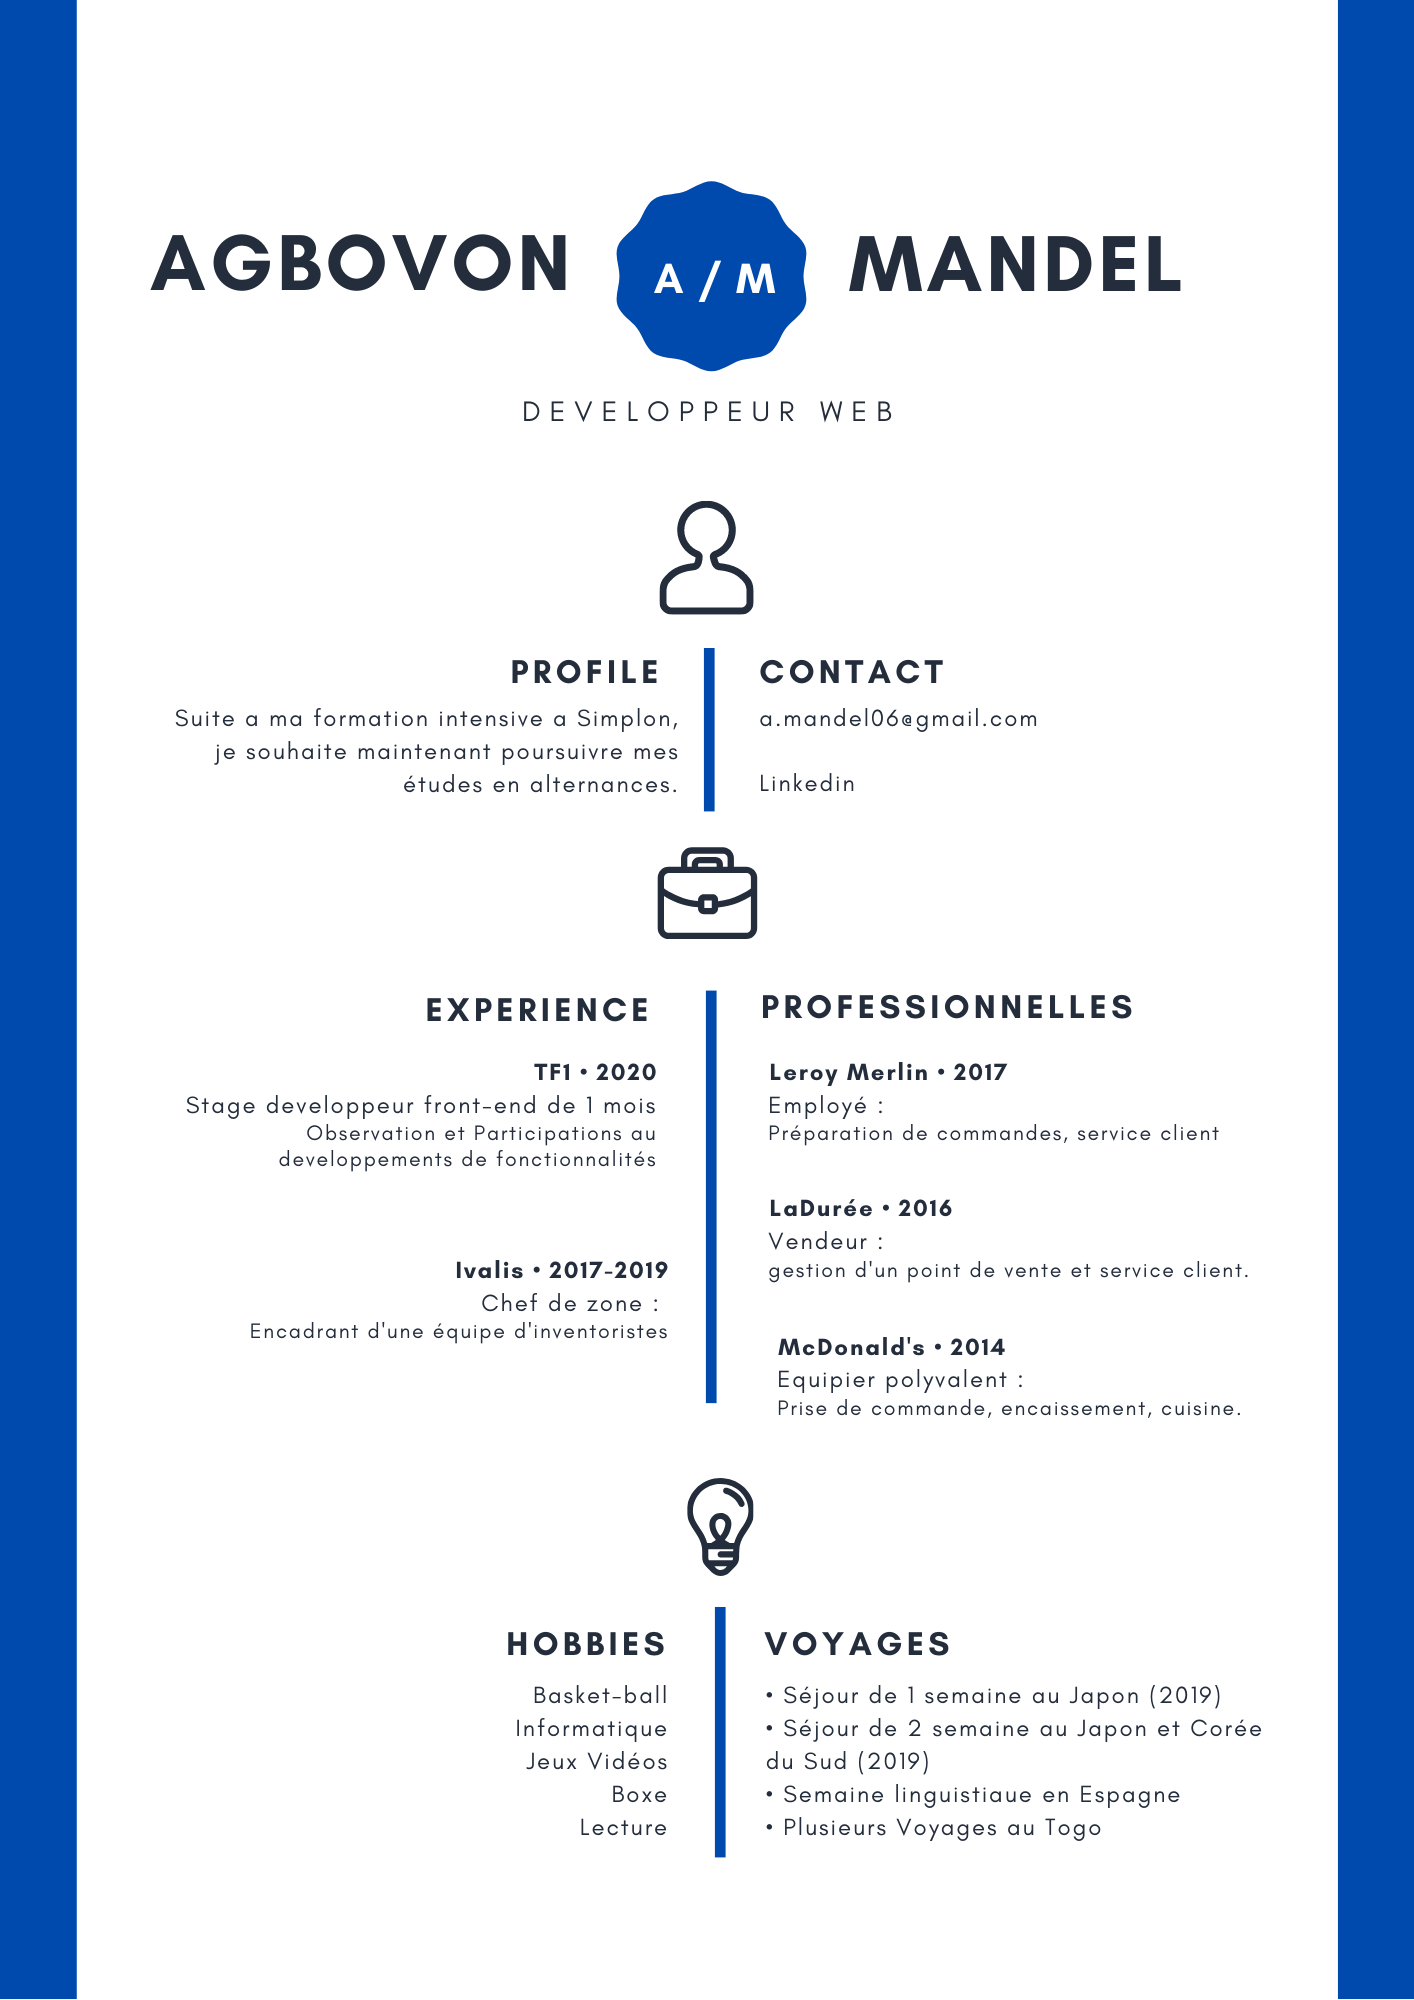 AGBOVON
A / M
MANDEL
DEVELOPPEUR WEB
PROFILE
Suite a ma formation intensive a Simplon,
je souhaite maintenant poursuivre mes
études en alternances.
CONTACT
a.mandel06@gmail.com
Linkedin
EXPERIENCE
TF1 • 2020
Stage developpeur front-end de 1 mois
Observation et Participations au
developpements de fonctionnalités
Ivalis • 2017-2019
Chef de zone :
Encadrant d'une équipe d'inventoristes
PROFESSIONNELLES
Leroy Merlin • 2017
Employé :
Préparation de commandes, service client
LaDurée • 2016
Vendeur :
gestion d'un point de vente et service client.
McDonald's • 2014
Equipier polyvalent :
Prise de commande, encaissement, cuisine.
HOBBIES
Basket-ball
Informatique
Jeux Vidéos
Boxe
Lecture
VOYAGES
• Séjour de 1 semaine au Japon (2019)
• Séjour de 2 semaine au Japon et Corée
du Sud (2019)
• Semaine linguistiaue en Espagne
• Plusieurs Voyages au Togo